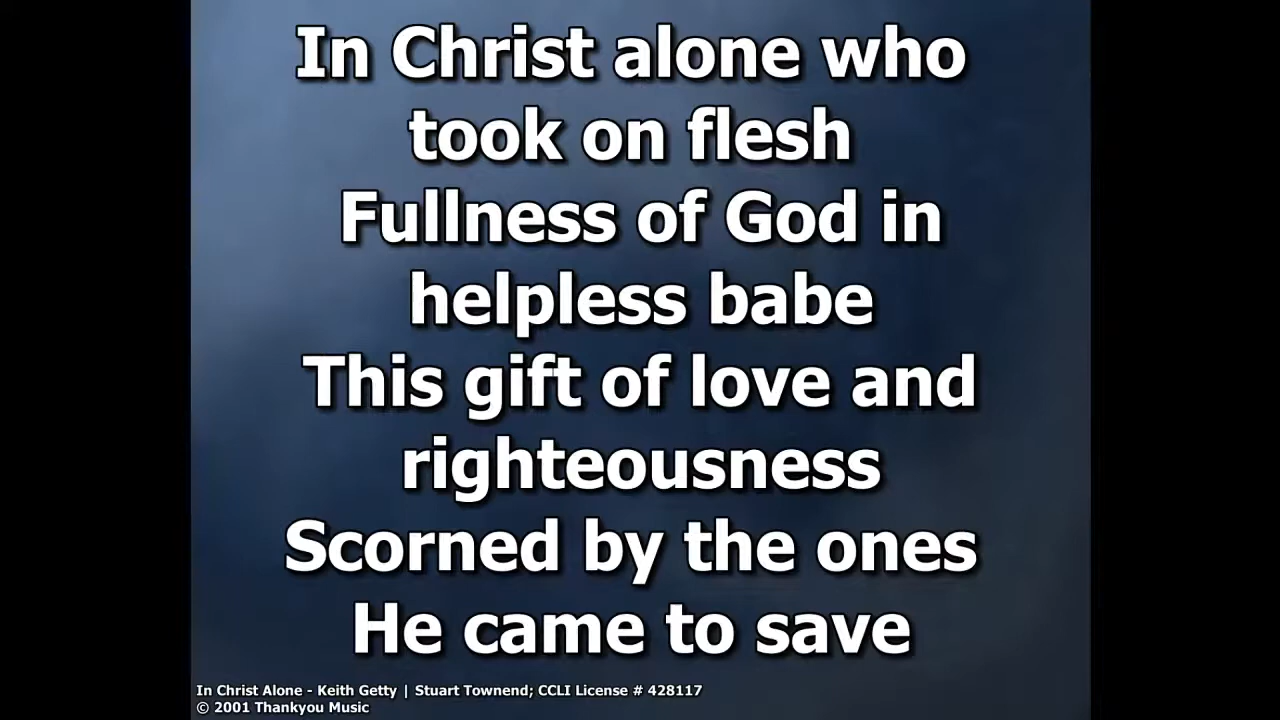 In Christ alone who
took on flesh
Fullness of God in
helpless babe
This gift of love and
righteousness
Scorned by the ones
He came to save
In Christ Alone - Keith Getty | Stuart Townend; CCLI License # 428117
© 2001 Thankyou Music